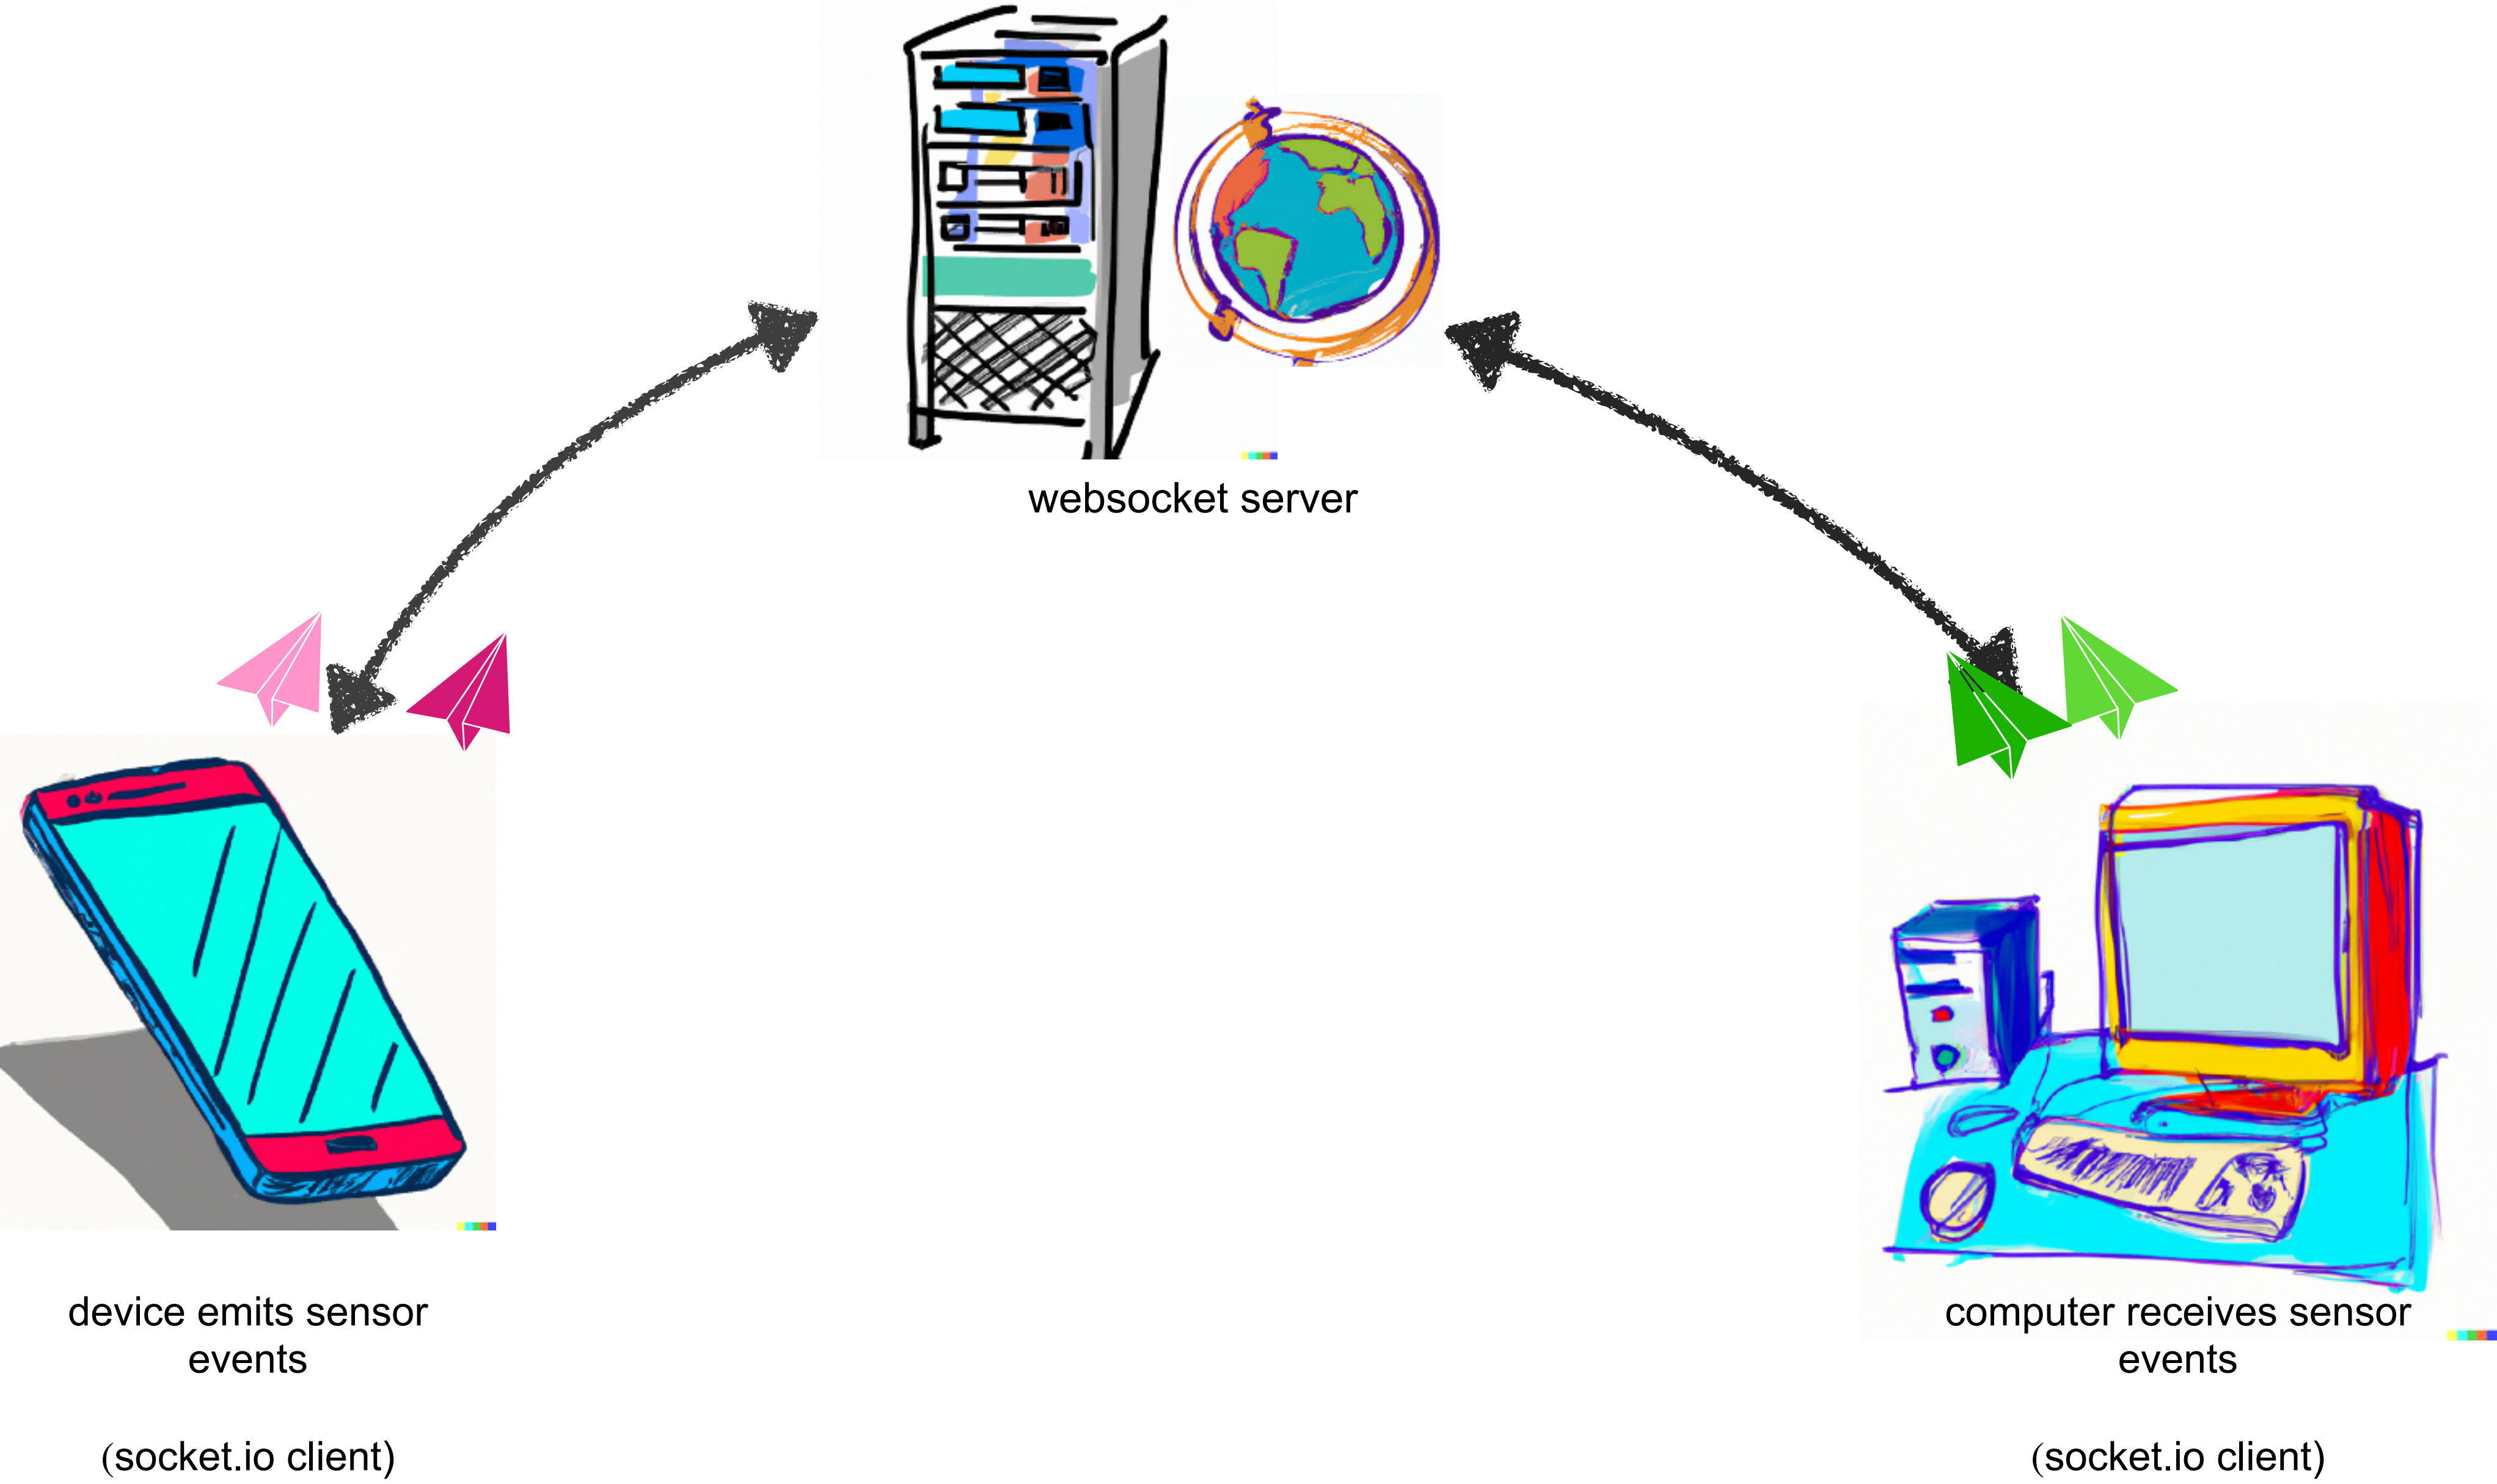 websocket server
device emits sensor
events
(socket.io client)
computer receives sensor
events
(socket.io client)